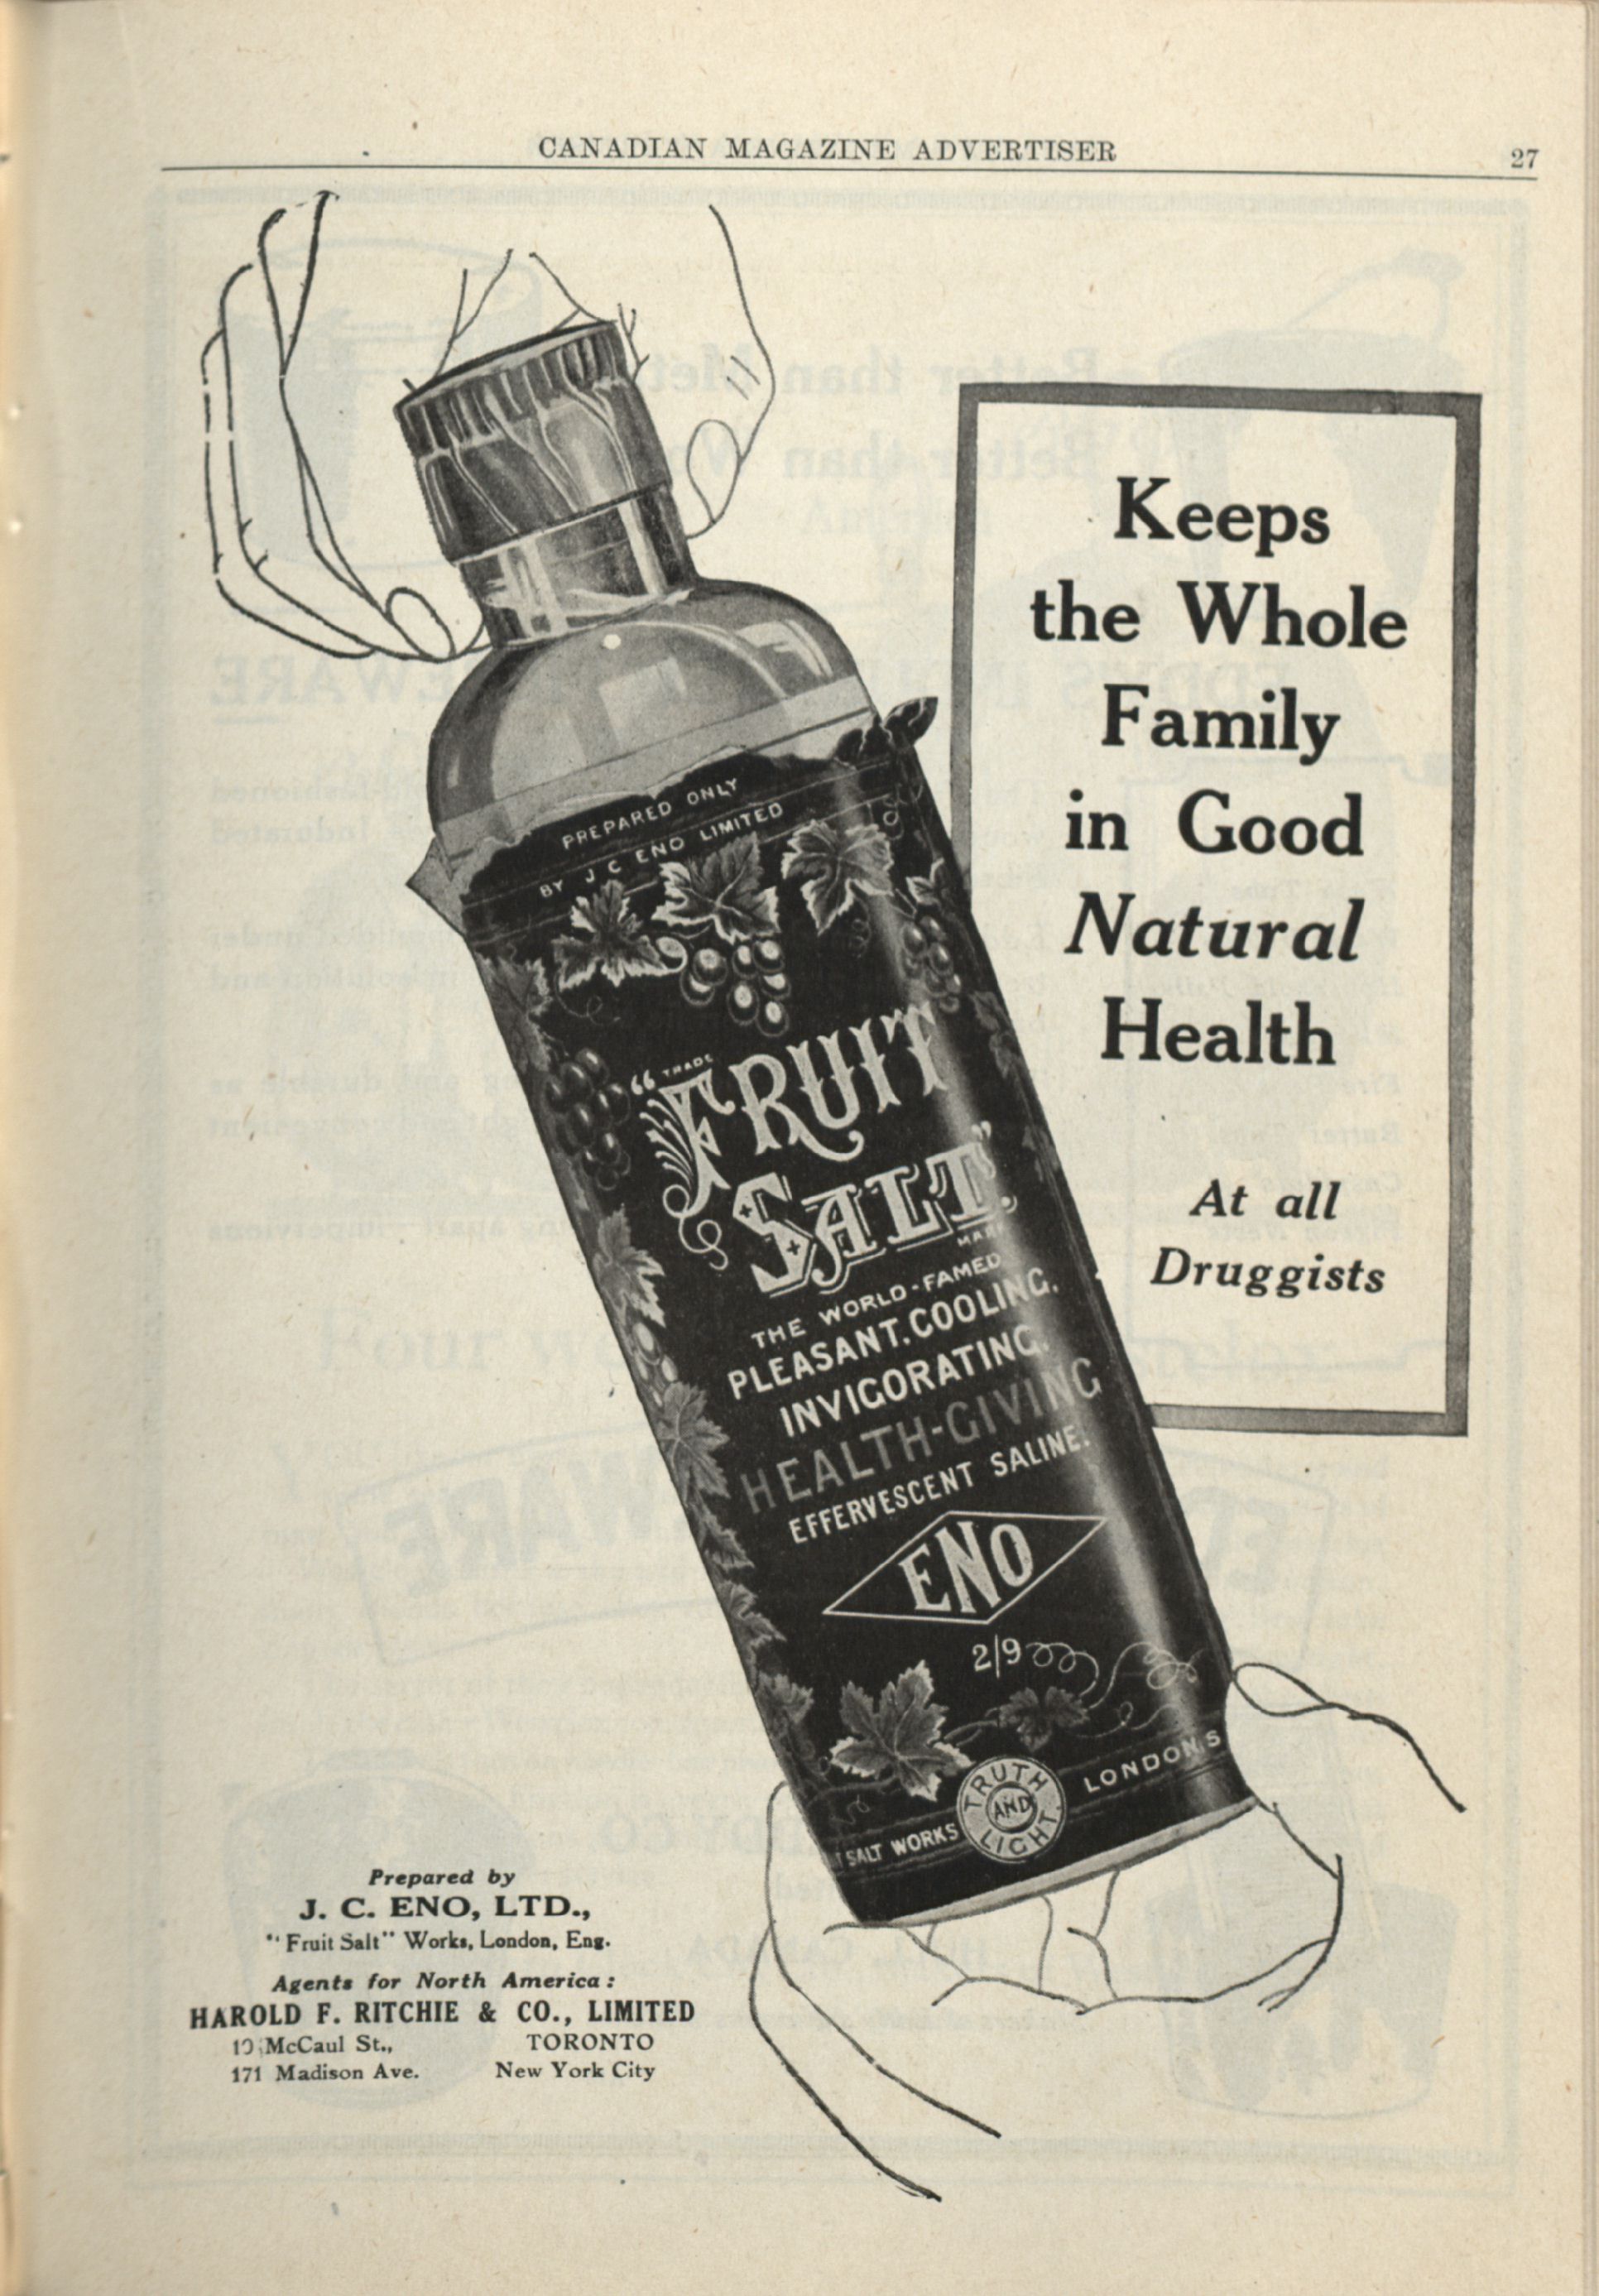 CANADIAN MAGAZINE ADVERTISER 27
Keeps
the Whole
Family
in Good
Natural
Health
At all
Druggists
PREPARED ONLY
BY J C ENO LIMITED
TRADE
"FRUIT
SALT"
MARK
THE WORLD-FAMED
PLEASANT, COOLING,
INVIGORATING,
HEALTH-GIVING
EFFERVESCENT SALINE.
ENO
2/9
SALT WORKS TRUTH AND LIGHT. LONDON. S
Prepared by
J. C. ENO, LTD.,
"Fruit Salt" Works, London, Eng.
Agents for North America:
HAROLD F. RITCHIE & CO., LIMITED
McCaul St., TORONTO
171 Madison Ave. New York City